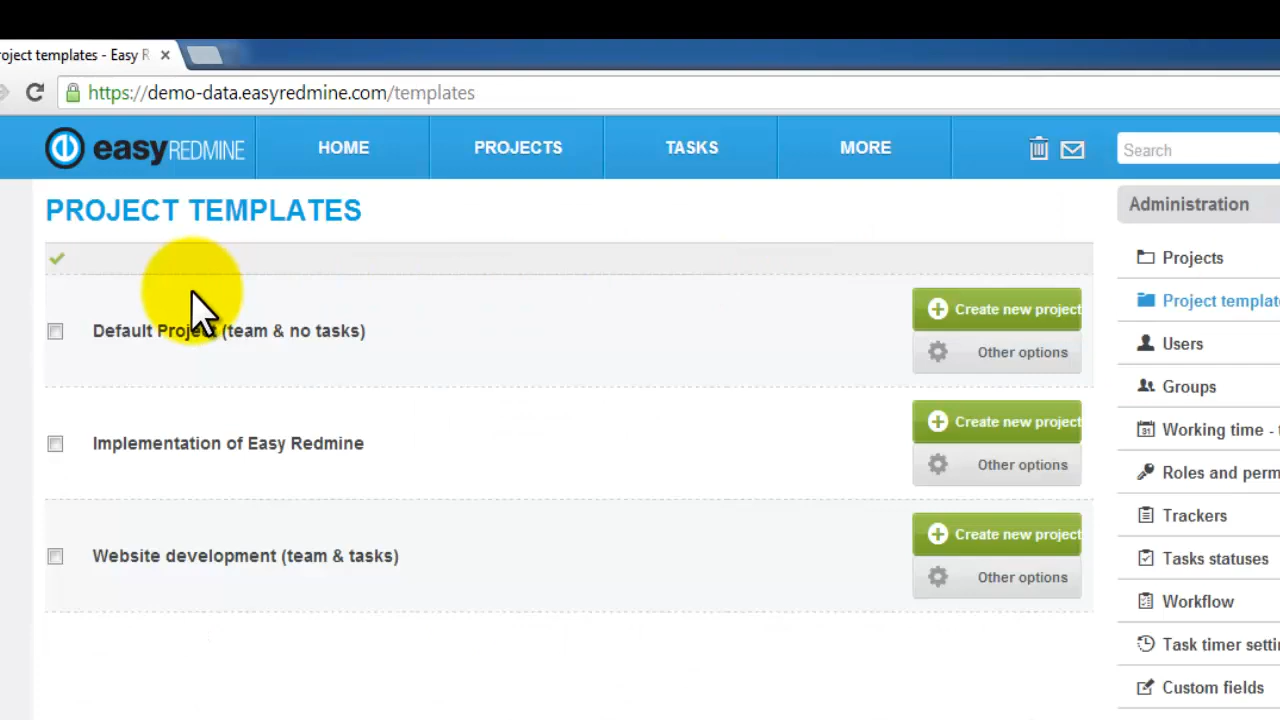 roject templates - Easy R
https://demo-data.easyredmine.com/templates
easyREDMINE
HOME
PROJECTS
TASKS
MORE
Search
PROJECT TEMPLATES
Administration
Projects
Default Project (team & no tasks)
Create new project
Project templat
Other options
Users
Groups
Implementation of Easy Redmine
Create new project
Working time - t
Other options
Roles and perm
Trackers
Website development (team & tasks)
Create new project
Tasks statuses
Other options
Workflow
Task timer setti
Custom fields